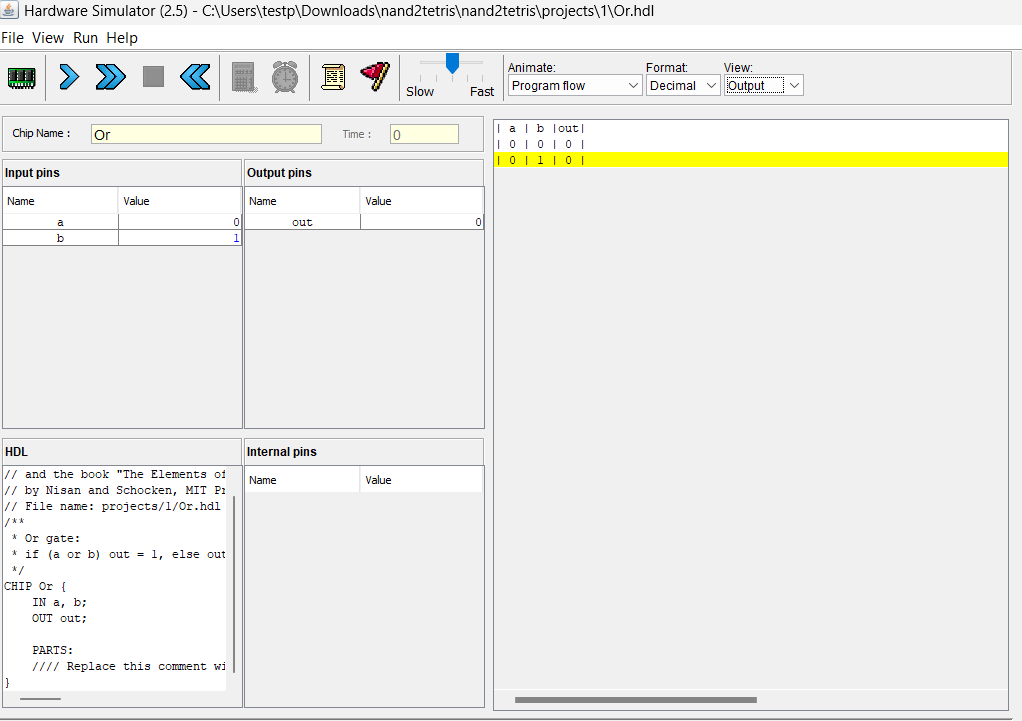 Hardware Simulator (2.5) - C:\Users\testp\Downloads\nand2tetris\nand2tetris\projects\1\Or.hdl
File View Run Help
Slow Fast
Animate: Format: View:
Program flow Decimal Output
Chip Name : Or Time : 0
Input pins
Name Value
a 0
b 1
Output pins
Name Value
out 0
HDL
// and the book "The Elements of
// by Nisan and Schocken, MIT Pr
// File name: projects/1/Or.hdl
/**
* Or gate:
* if (a or b) out = 1, else out
*/
CHIP Or {
IN a, b;
OUT out;
PARTS:
//// Replace this comment wi
}
Internal pins
Name Value
| a | b |out|
| 0 | 0 | 0 |
| 0 | 1 | 0 |